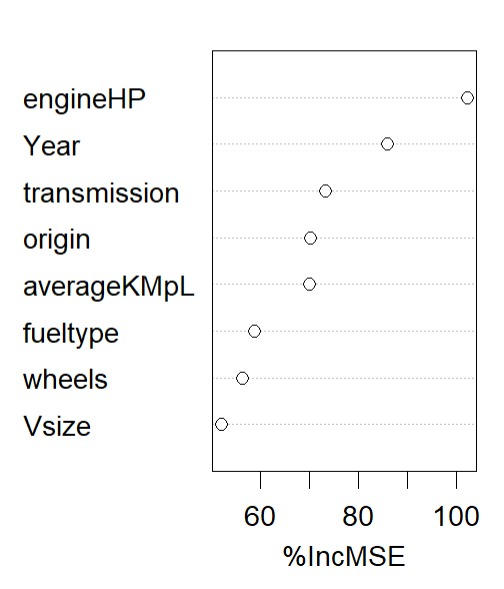 engineHP
Year
transmission
origin
averageKMpL
fueltype
wheels
Vsize
60 80 100
%IncMSE